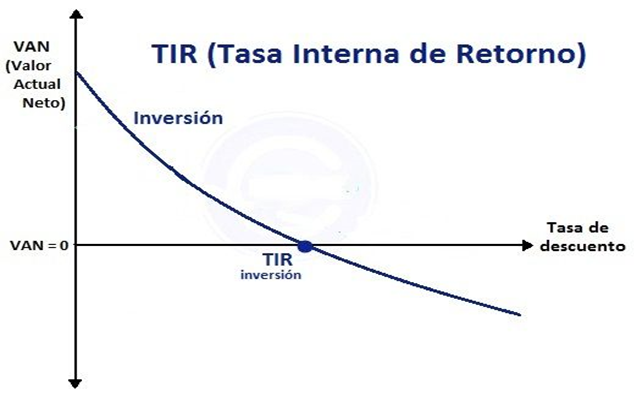 TIR (Tasa Interna de Retorno)
VAN
(Valor
Actual
Neto)
Inversión
VAN = 0
TIR
inversión
Tasa de
descuento